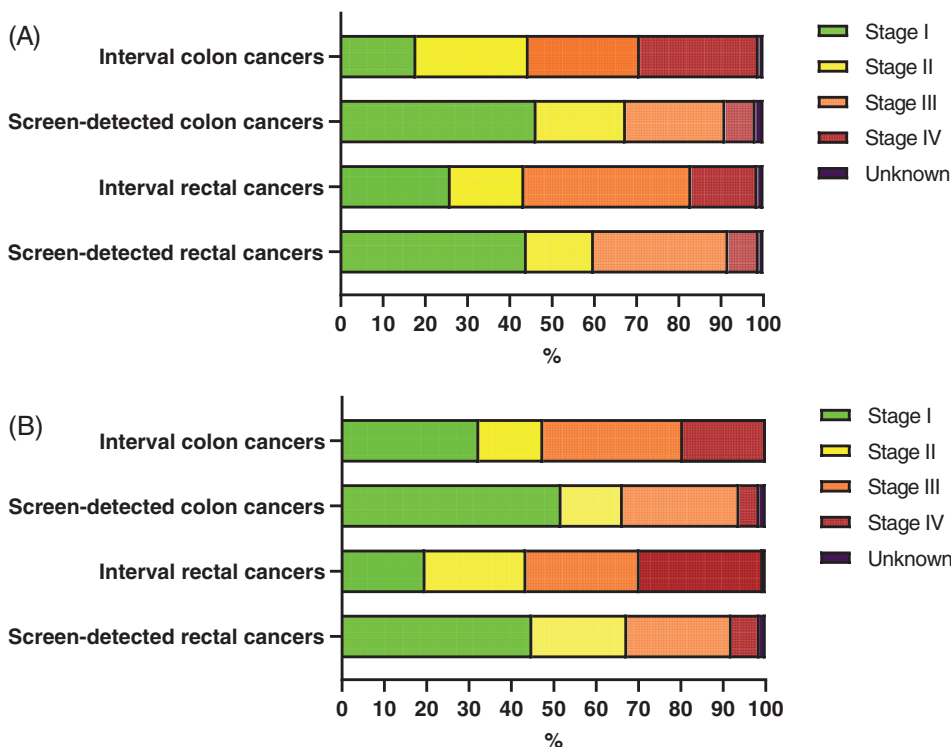 (A)
Interval colon cancers
Screen-detected colon cancers
Interval rectal cancers
Screen-detected rectal cancers
0 10 20 30 40 50 60 70 80 90 100
%
Stage I
Stage II
Stage III
Stage IV
Unknown
(B)
Interval colon cancers
Screen-detected colon cancers
Interval rectal cancers
Screen-detected rectal cancers
0 10 20 30 40 50 60 70 80 90 100
%
Stage I
Stage II
Stage III
Stage IV
Unknown